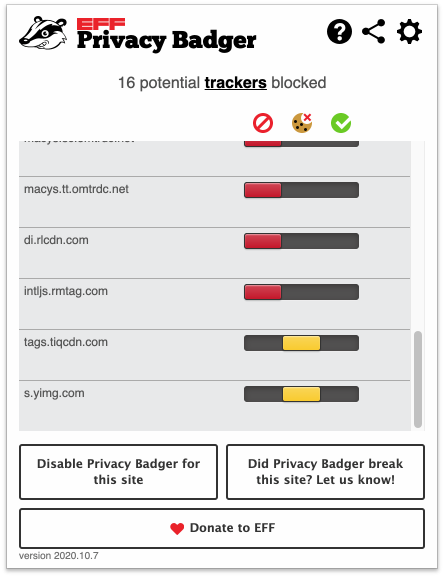 EFF
Privacy Badger
16 potential trackers blocked
macys.tt.omtrdc.net
di.rlcdn.com
intljs.rmtag.com
tags.tiqcdn.com
s.yimg.com
Disable Privacy Badger for
this site
Did Privacy Badger break
this site? Let us know!
Donate to EFF
version 2020.10.7